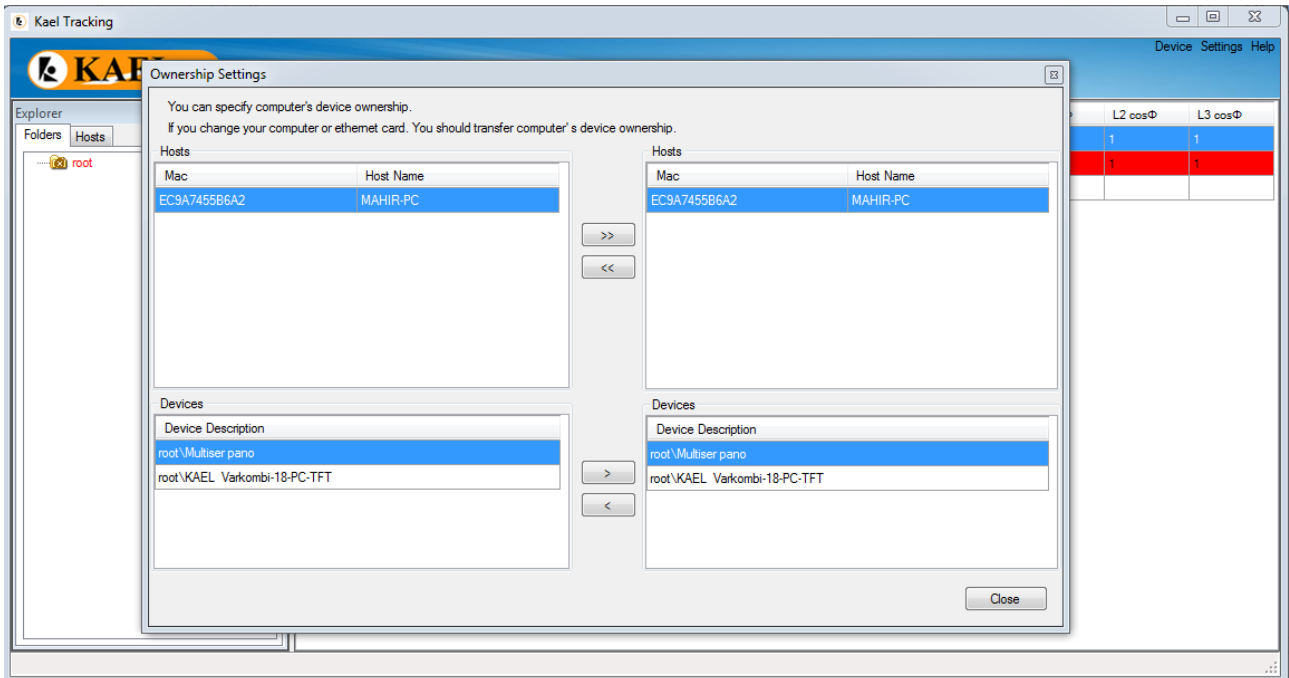 Kael Tracking
Device Settings Help
Ownership Settings
You can specify computer's device ownership.
If you change your computer or ethernet card. You should transfer computer' s device ownership.
Explorer
Folders Hosts
root
L2 cosΦ L3 cosΦ
1 1
1 1
Hosts
Mac Host Name
EC9A7455B6A2 MAHIR-PC
>>
<<
Hosts
Mac Host Name
EC9A7455B6A2 MAHIR-PC
Devices
Device Description
root\Multiser pano
root\KAEL Varkombi-18-PC-TFT
>
<
Devices
Device Description
root\Multiser pano
root\KAEL Varkombi-18-PC-TFT
Close